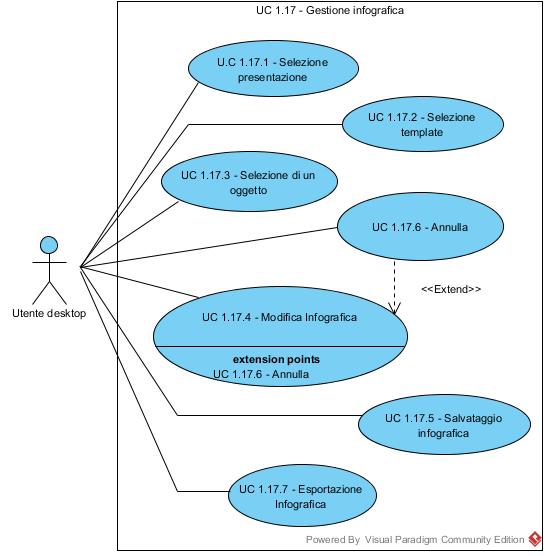 UC 1.17 - Gestione infografica
U.C 1.17.1 - Selezione
presentazione
UC 1.17.2 - Selezione
template
UC 1.17.3 - Selezione di un
oggetto
UC 1.17.6 - Annulla
<<Extend>>
Utente desktop
UC 1.17.4 - Modifica Infografica
extension points
UC 1.17.6 - Annulla
UC 1.17.5 - Salvataggio
infografica
UC 1.17.7 - Esportazione
Infografica
Powered By Visual Paradigm Community Edition